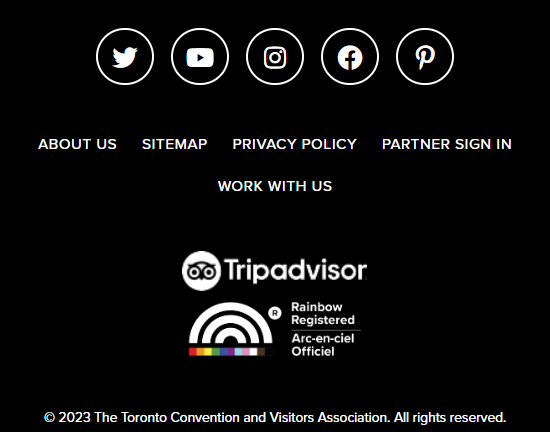 ABOUT US SITEMAP PRIVACY POLICY PARTNER SIGN IN
WORK WITH US
Tripadvisor
® Rainbow
Registered
Arc-en-ciel
Officiel
© 2023 The Toronto Convention and Visitors Association. All rights reserved.